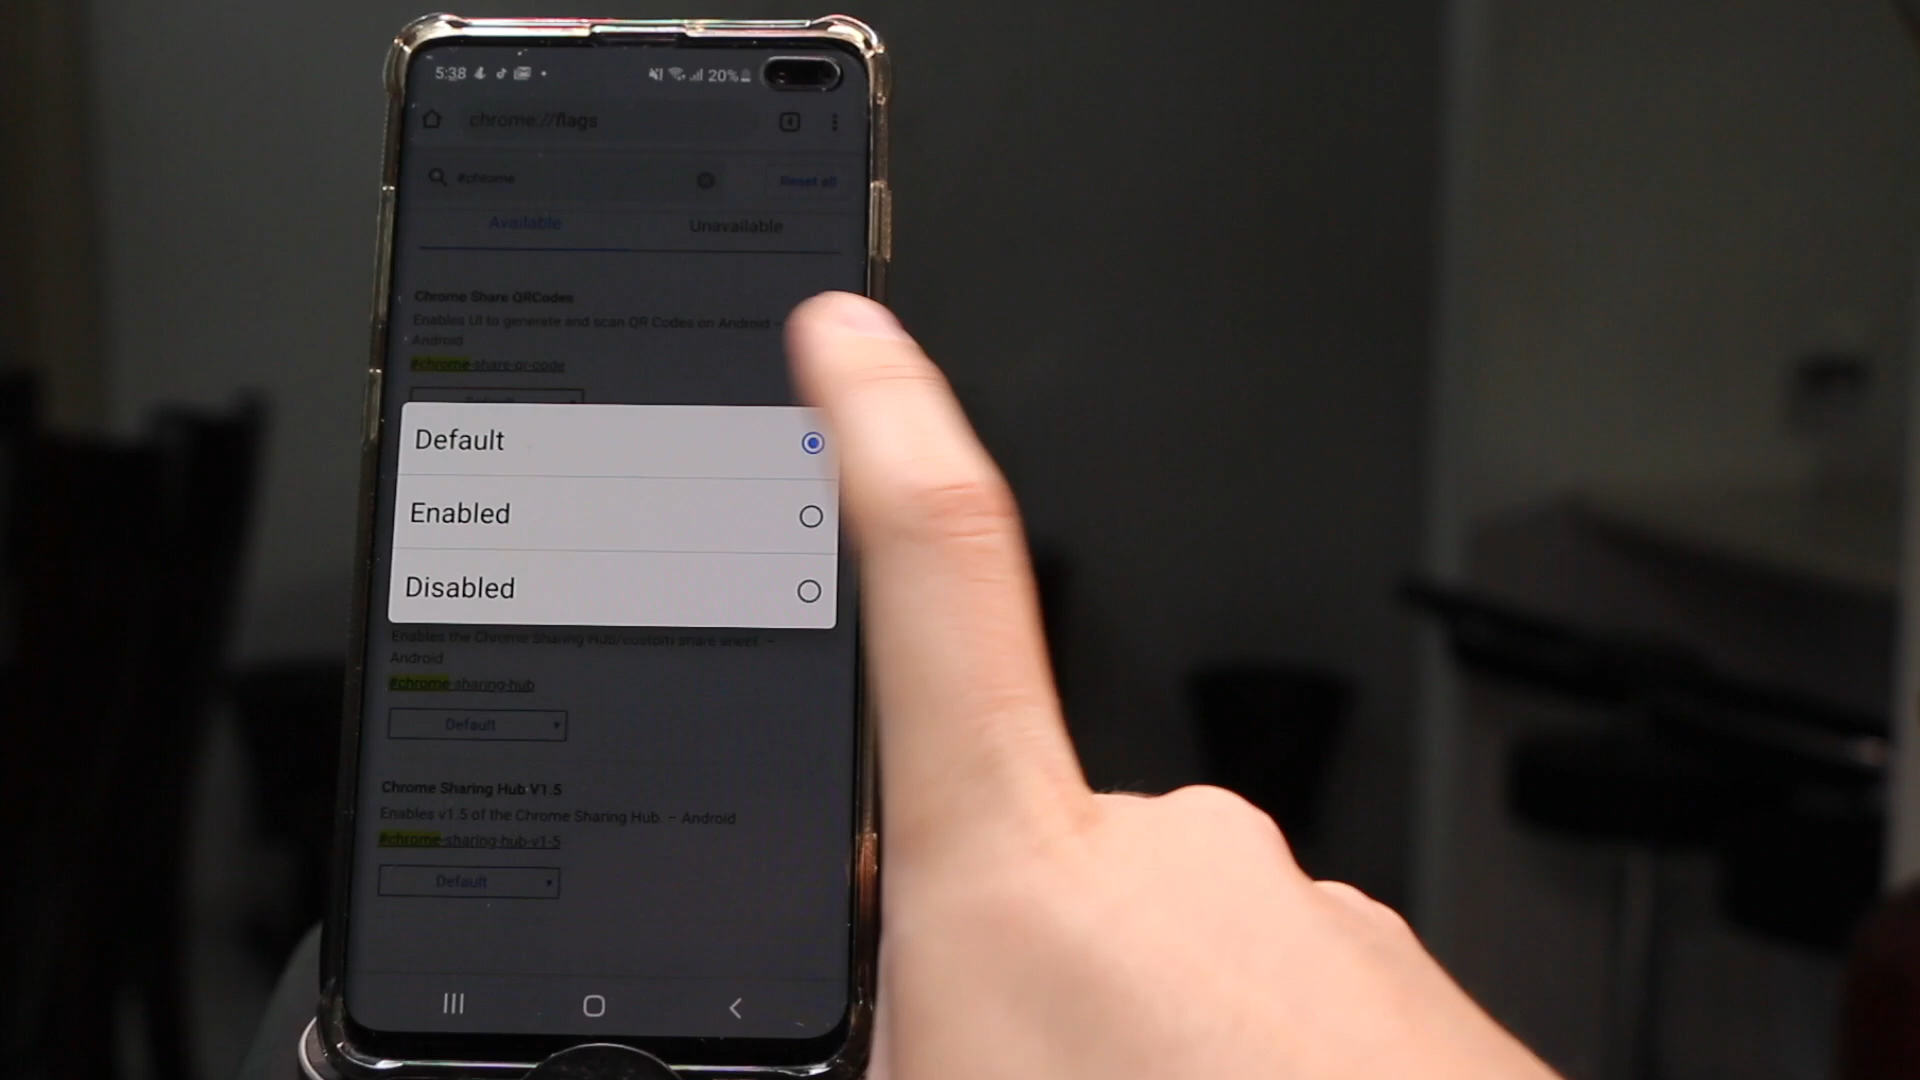 5:38 20%
chrome://flags 4
#chrome Reset all
Available Unavailable
Chrome Share QRCodes
Enables UI to generate and scan QR Codes on Android –
Android
#chrome-share-qr-code
Default
Default
Enabled
Disabled
Enables the Chrome Sharing Hub/custom share sheet. –
Android
#chrome-sharing-hub
Default
Chrome Sharing Hub V1.5
Enables v1.5 of the Chrome Sharing Hub. – Android
#chrome-sharing-hub-v1-5
Default